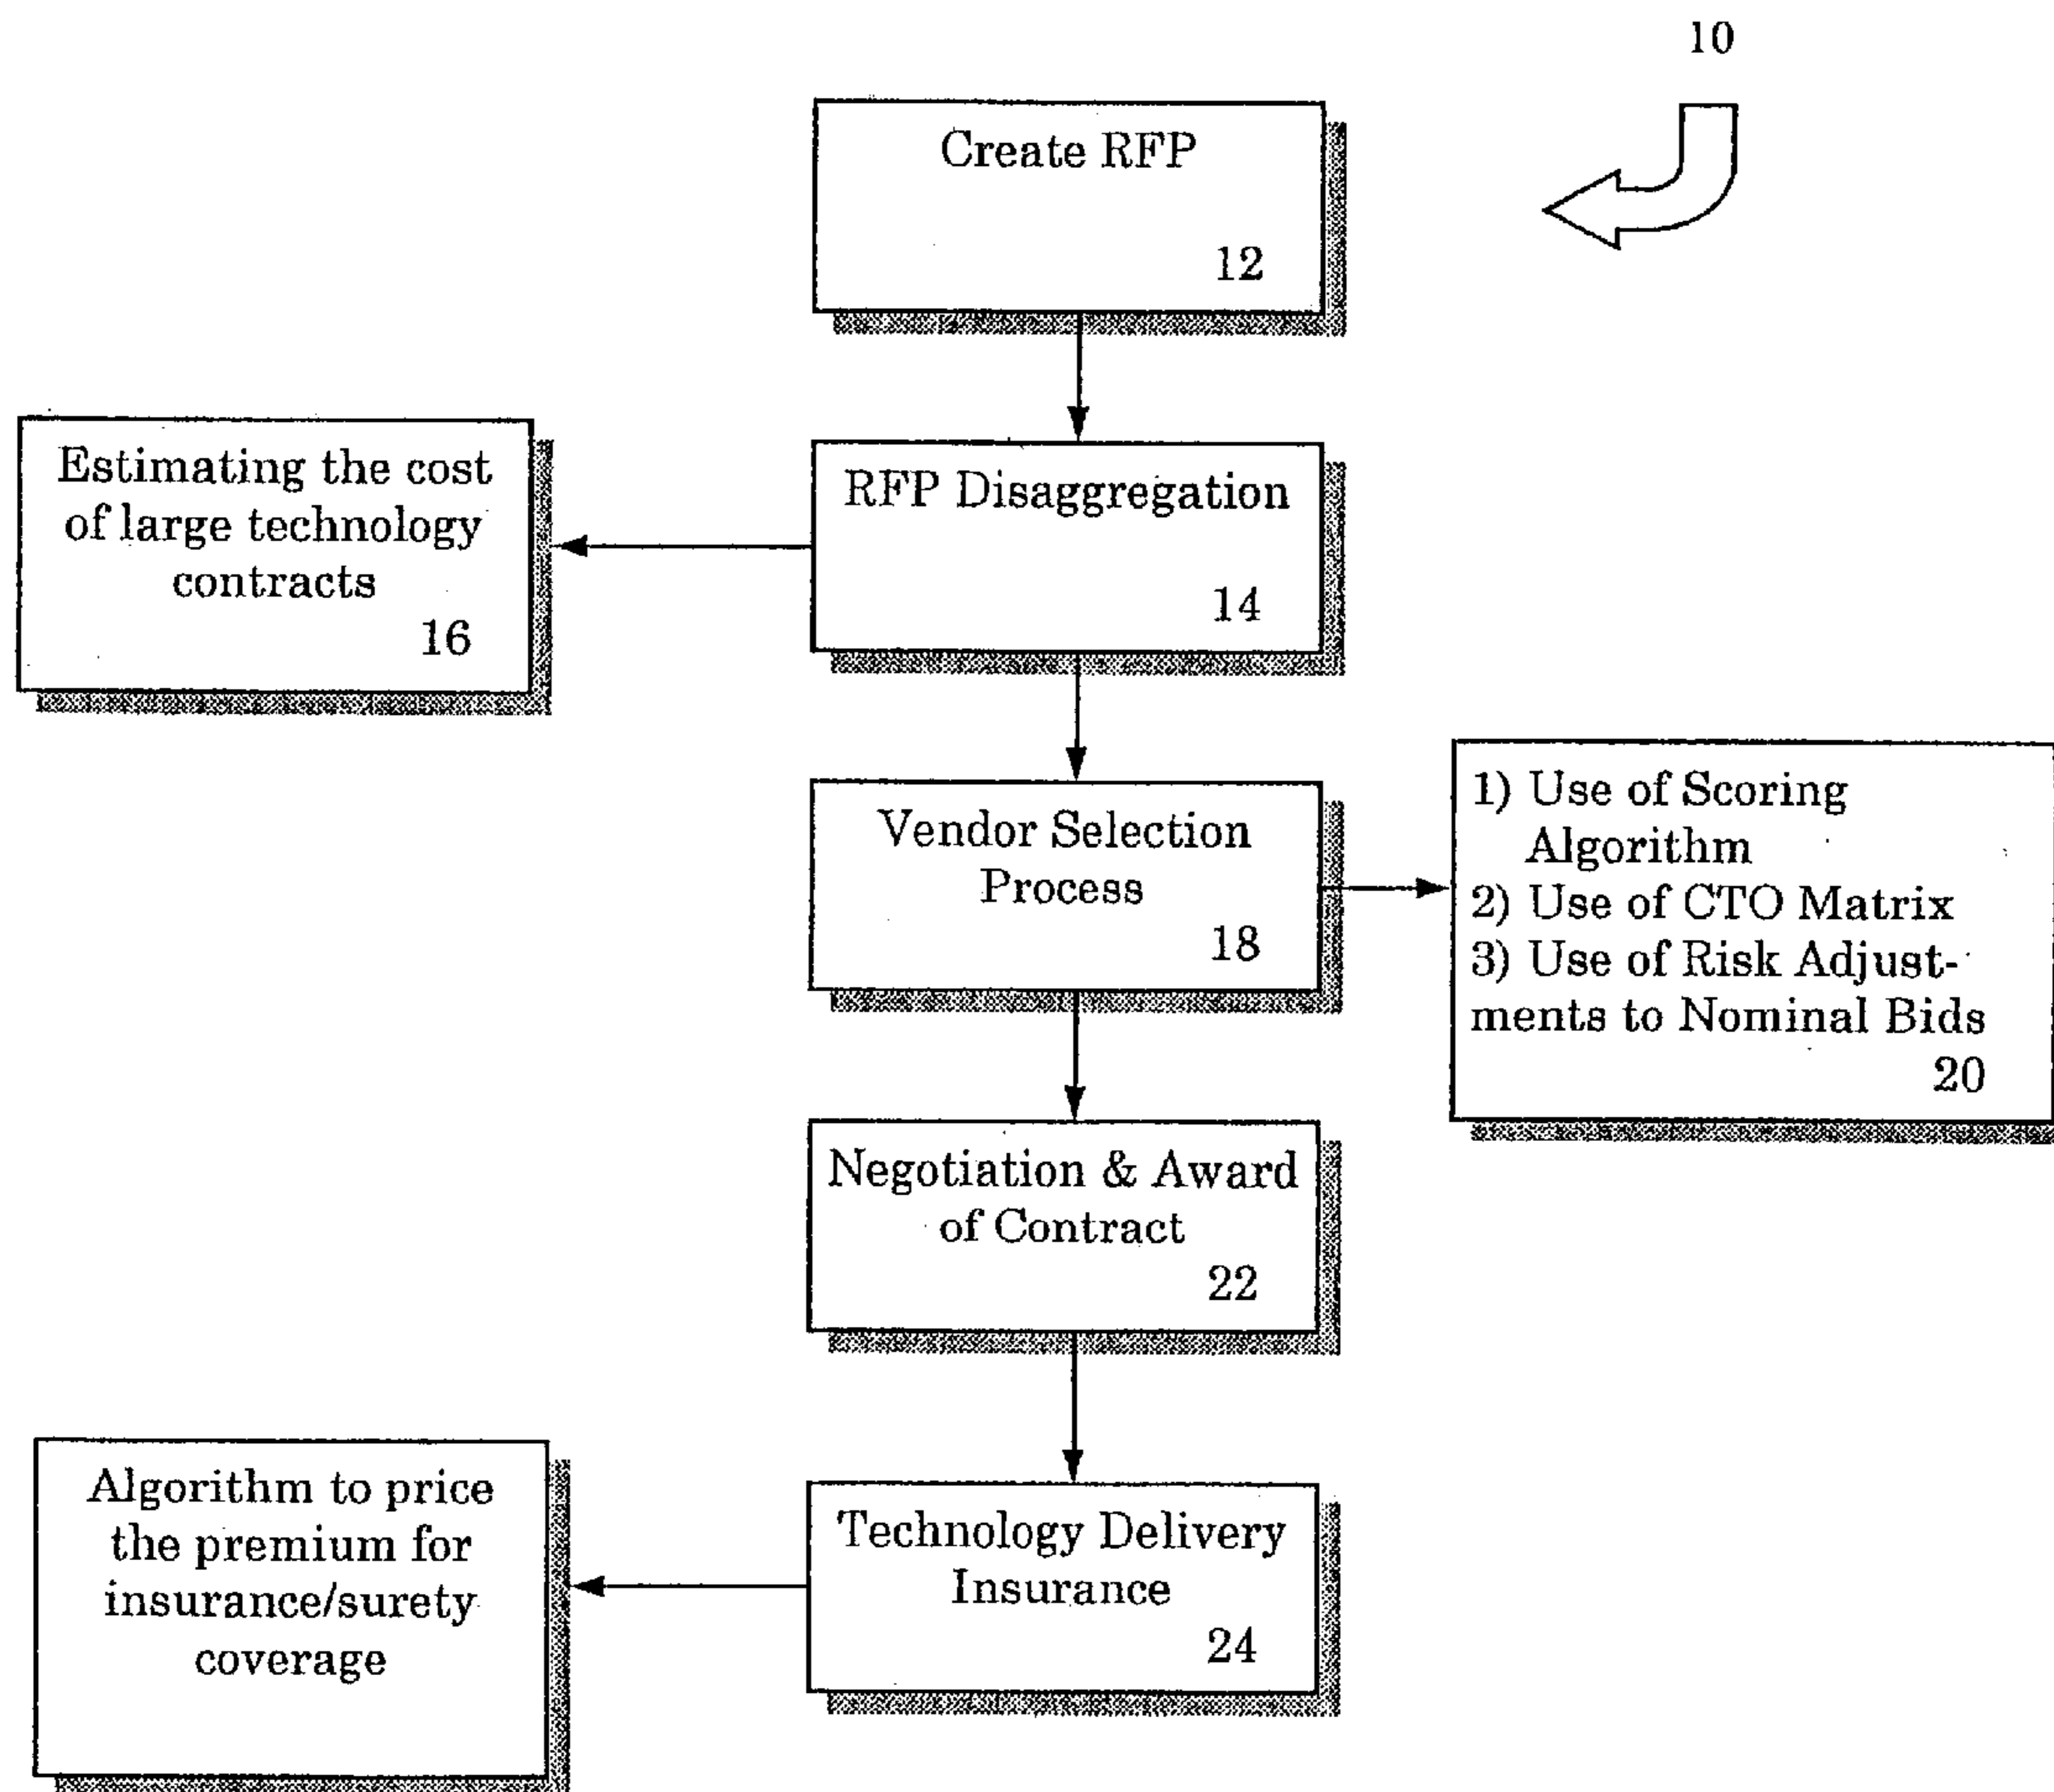 10
Create RFP
12
RFP Disaggregation
14
Estimating the cost
of large technology
contracts
16
Vendor Selection
Process
18
1) Use of Scoring
Algorithm
2) Use of CTO Matrix
3) Use of Risk Adjust-
ments to Nominal Bids
20
Negotiation & Award
of Contract
22
Technology Delivery
Insurance
24
Algorithm to price
the premium for
insurance/surety
coverage